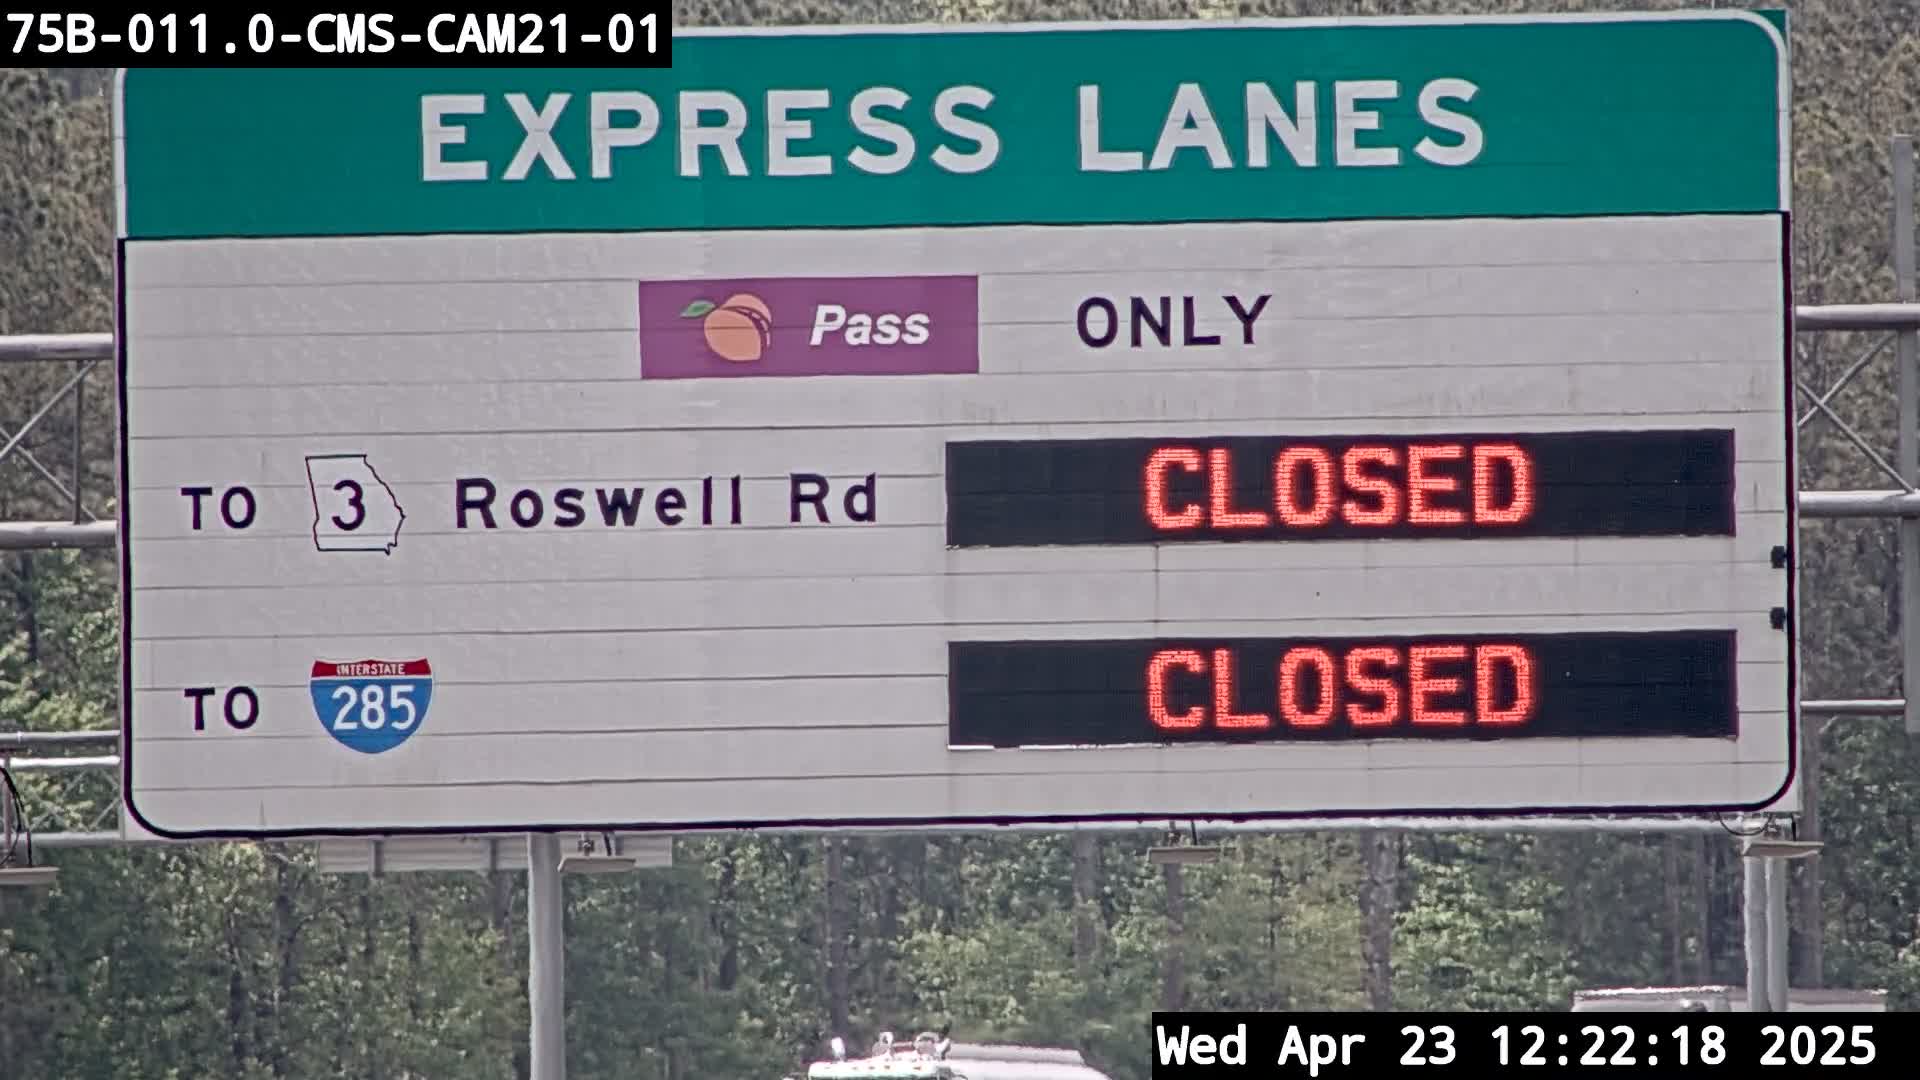 75B-011.0-CMS-CAM21-01
EXPRESS LANES
Pass ONLY
TO 3 Roswell Rd CLOSED
INTERSTATE
TO 285 CLOSED
Wed Apr 23 12:22:18 2025